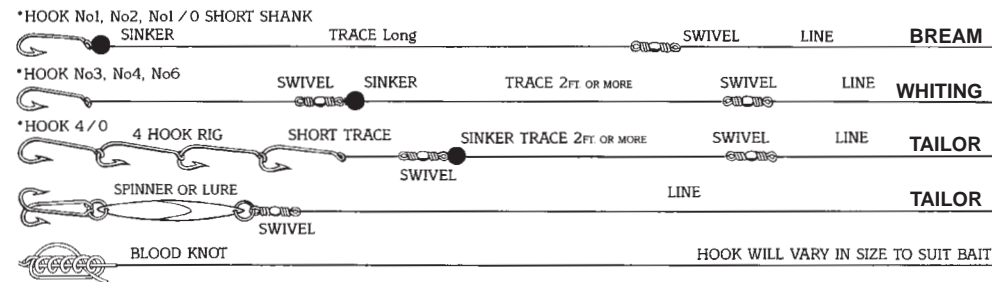 *HOOK No1, No2, No1/0 SHORT SHANK
SINKER TRACE Long SWIVEL LINE BREAM
*HOOK No3, No4, No6
SWIVEL SINKER TRACE 2FT. OR MORE SWIVEL LINE WHITING
*HOOK 4/0
4 HOOK RIG SHORT TRACE SINKER TRACE 2FT. OR MORE SWIVEL LINE TAILOR
SWIVEL
SPINNER OR LURE LINE TAILOR
SWIVEL
BLOOD KNOT HOOK WILL VARY IN SIZE TO SUIT BAIT